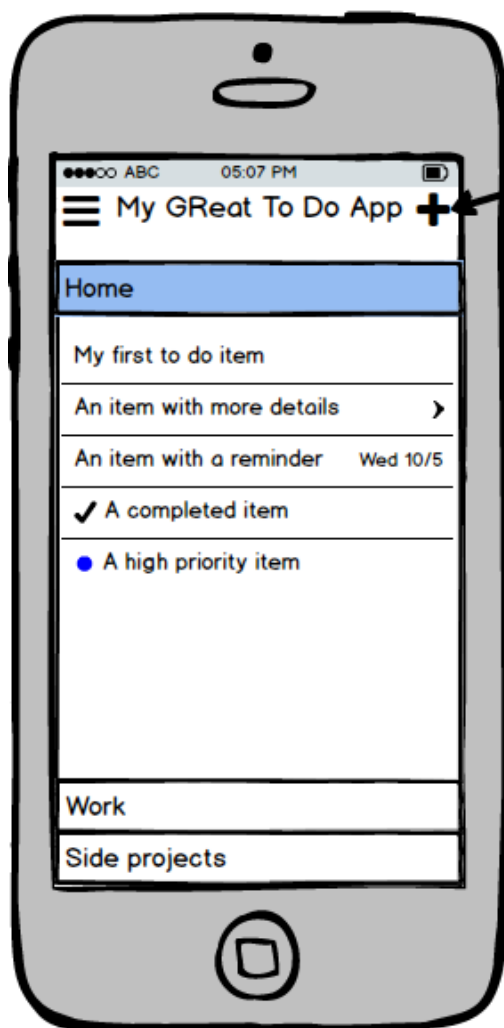 ABC 05:07 PM
My GReat To Do App
Home
My first to do item
An item with more details
An item with a reminder Wed 10/5
A completed item
A high priority item
Work
Side projects